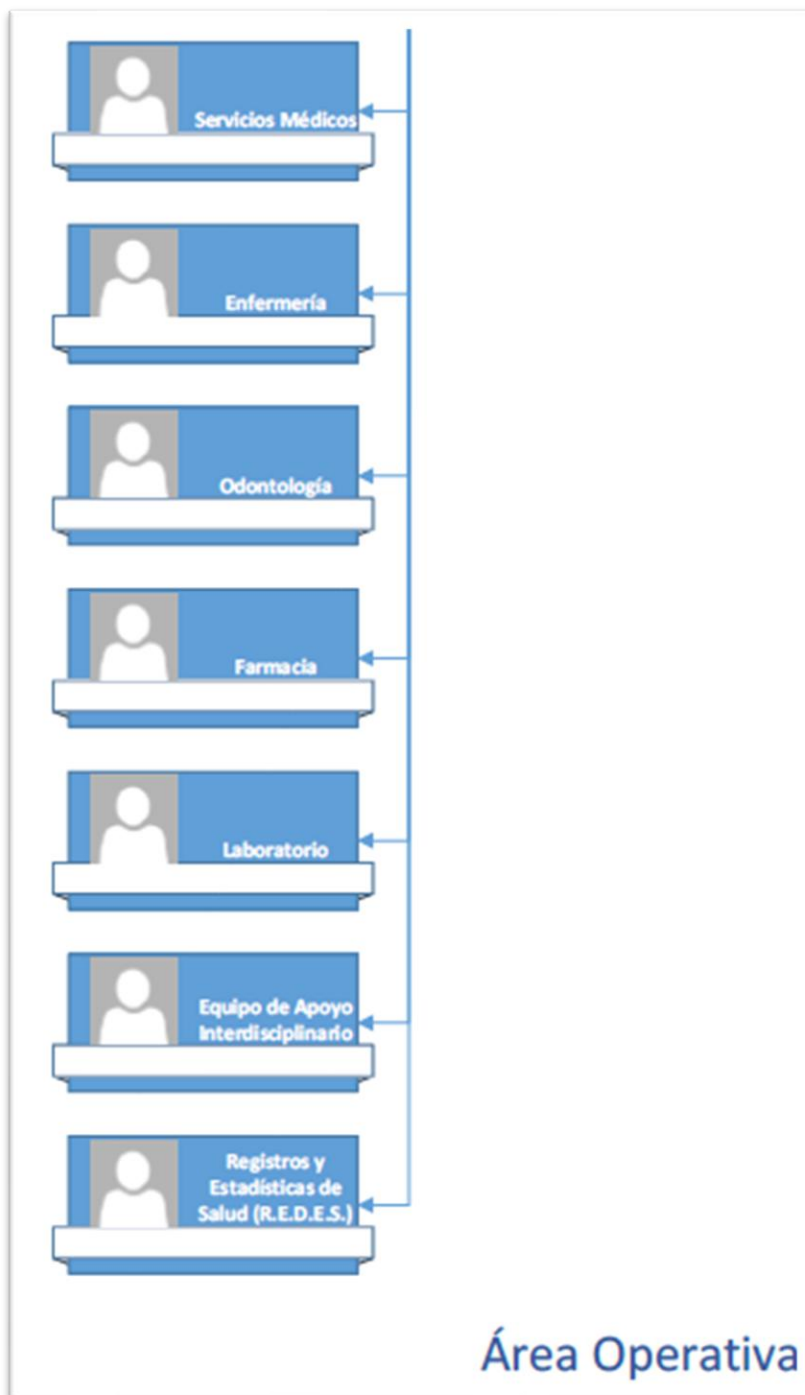 Servicios Médicos
Enfermería
Odontología
Farmacia
Laboratorio
Equipo de Apoyo
Interdisciplinario
Registros y
Estadísticas de
Salud (R.E.D.E.S.)
Área Operativa